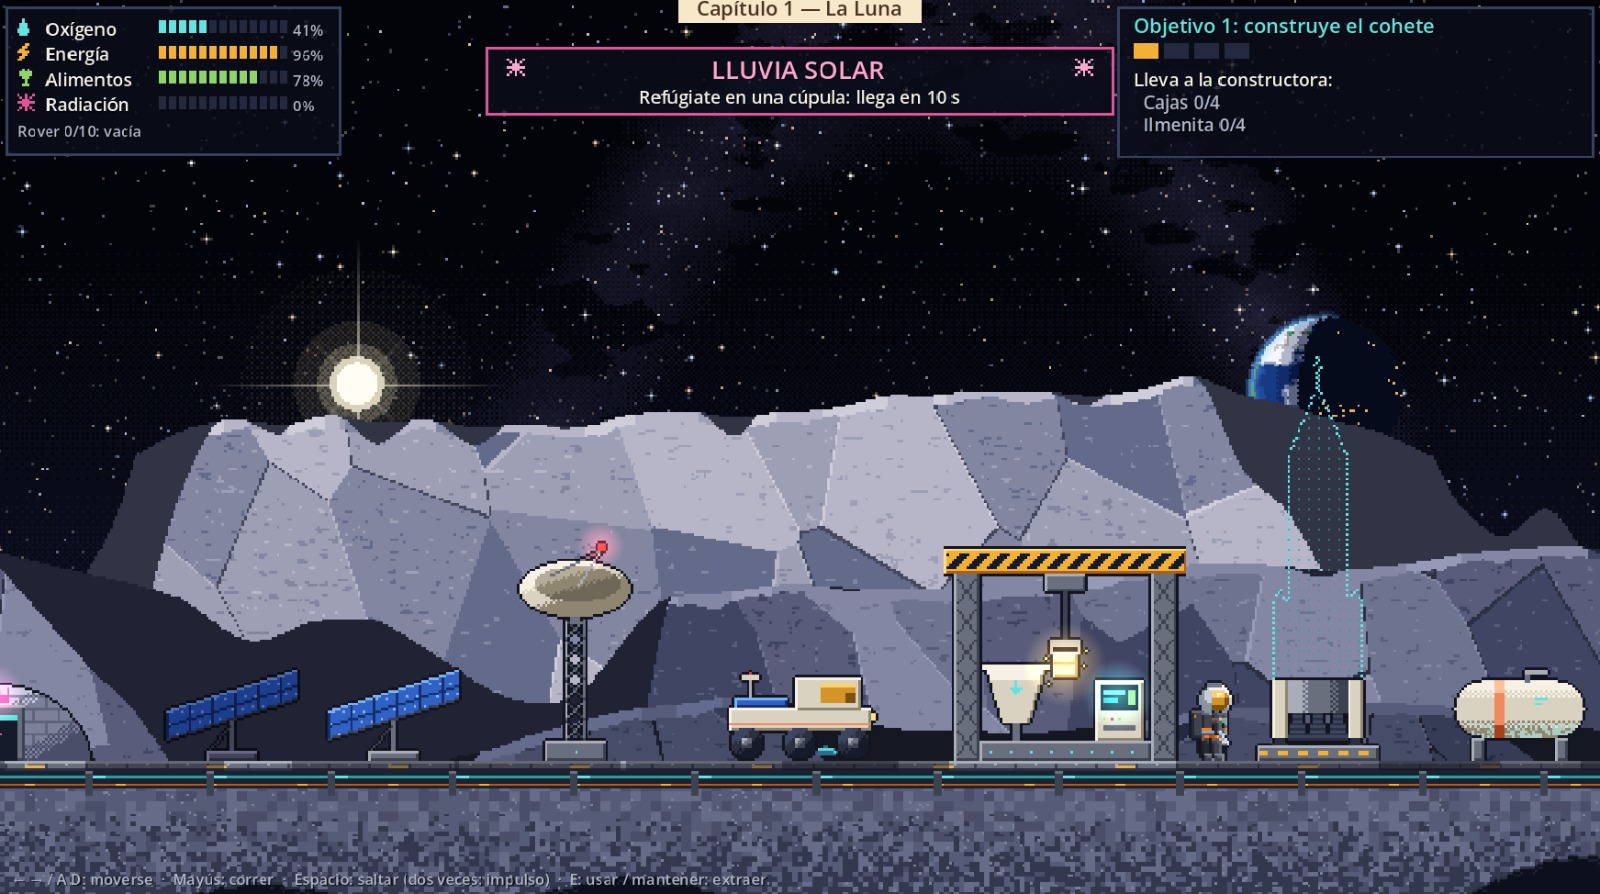 Oxígeno 41%
Energía 96%
Alimentos 78%
Radiación 0%
Rover 0/10: vacía
Capítulo 1 — La Luna
LLUVIA SOLAR
Refúgiate en una cúpula: llega en 10 s
Objetivo 1: construye el cohete
Lleva a la constructora:
Cajas 0/4
Ilmenita 0/4
← → / A D: moverse · Mayús: correr · Espacio: saltar (dos veces: impulso) · E: usar / mantener: extraer.